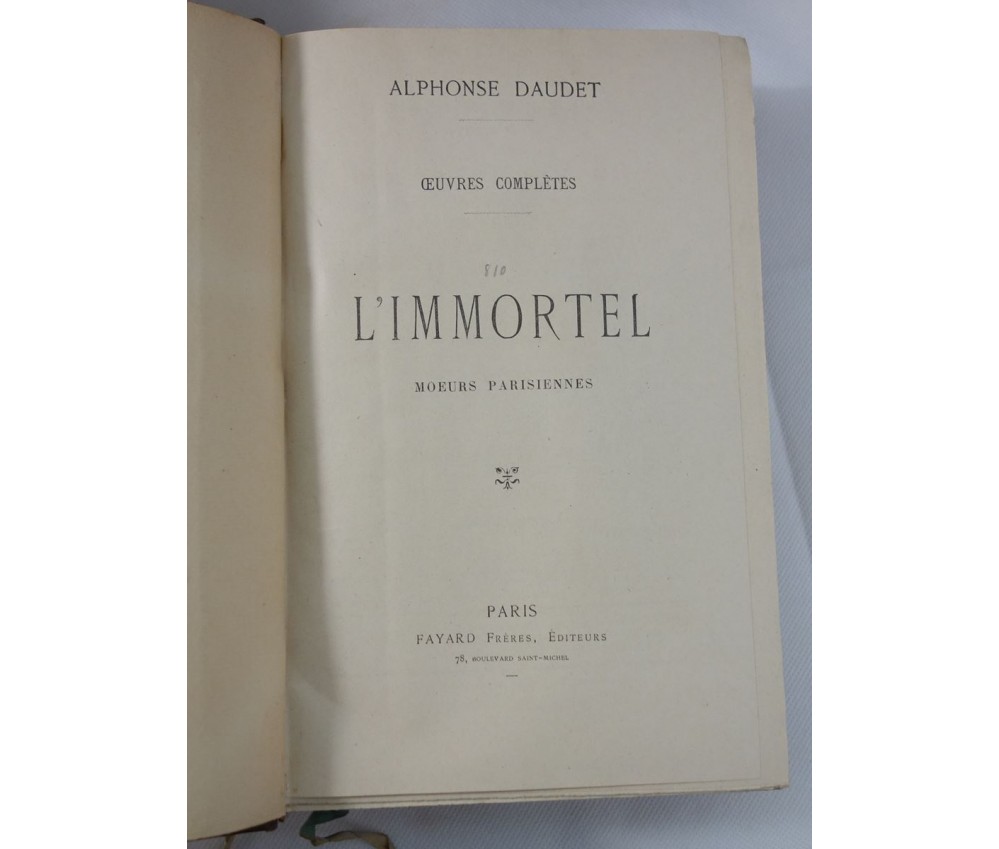 ALPHONSE DAUDET
ŒUVRES COMPLÈTES
810
L'IMMORTEL
MOEURS PARISIENNES
PARIS
FAYARD FRÈRES, ÉDITEURS
78, BOULEVARD SAINT-MICHEL